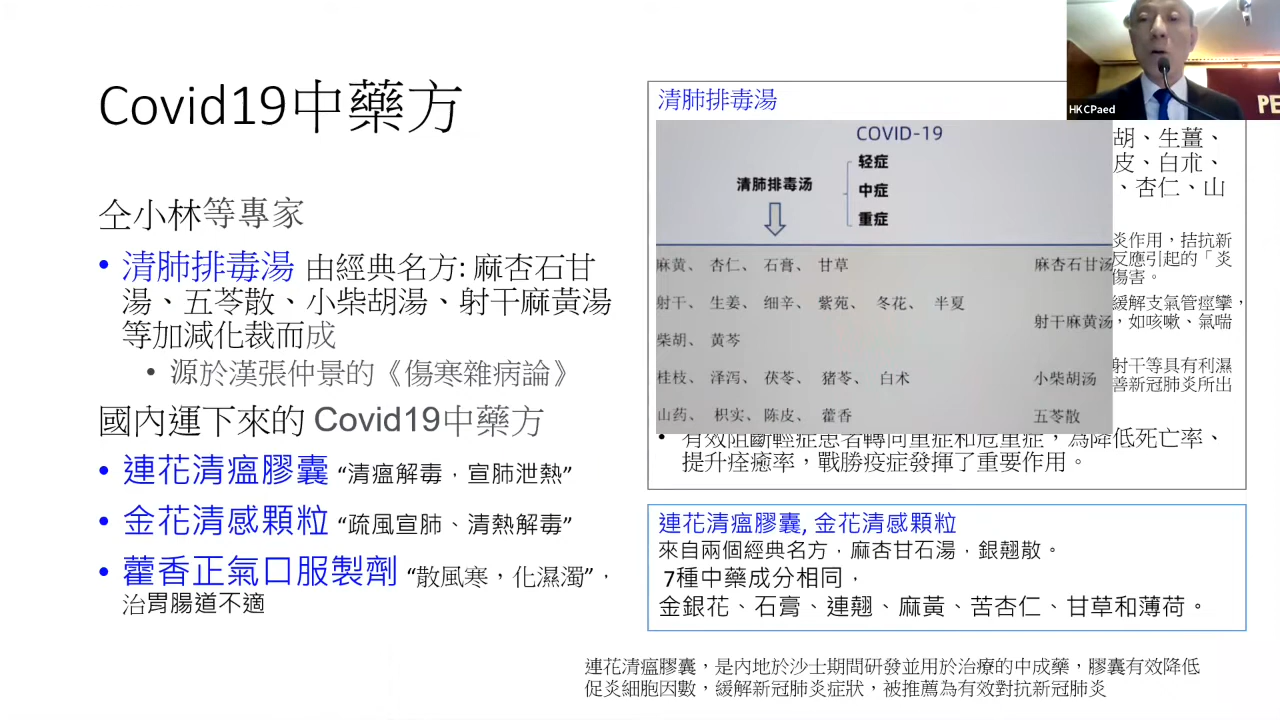 Covid19中藥方
仝小林等專家
• 清肺排毒湯 由經典名方: 麻杏石甘
湯、五苓散、小柴胡湯、射干麻黃湯
等加減化裁而成
• 源於漢張仲景的《傷寒雜病論》
國內運下來的 Covid19中藥方
• 連花清瘟膠囊 “清瘟解毒，宣肺泄熱”
• 金花清感顆粒 “疏風宣肺、清熱解毒”
• 藿香正氣口服製劑 “散風寒，化濕濁”，
治胃腸道不適
清肺排毒湯
COVID-19
清肺排毒汤
轻症
中症
重症
麻黄、 杏仁、 石膏、 甘草 麻杏石甘汤
射干、 生姜、 细辛、 紫苑、 冬花、 半夏
射干麻黄汤
柴胡、 黄芩
桂枝、 泽泻、 茯苓、 猪苓、 白术 小柴胡汤
山药、 枳实、 陈皮、 藿香 五苓散
胡、生薑、
皮、白朮、
、杏仁、山
炎作用，拮抗新
反應引起的「炎
傷害。
緩解支氣管痙攣，
，如咳嗽、氣喘
射干等具有利濕
善新冠肺炎所出
• 有效阻斷輕症患者轉向重症和危重症，為降低死亡率、
提升痊癒率，戰勝疫症發揮了重要作用。
連花清瘟膠囊, 金花清感顆粒
來自兩個經典名方，麻杏甘石湯，銀翹散。
7種中藥成分相同，
金銀花、石膏、連翹、麻黃、苦杏仁、甘草和薄荷。
連花清瘟膠囊，是內地於沙士期間研發並用於治療的中成藥，膠囊有效降低
促炎細胞因數，緩解新冠肺炎症狀，被推薦為有效對抗新冠肺炎
HKCPaed
PE